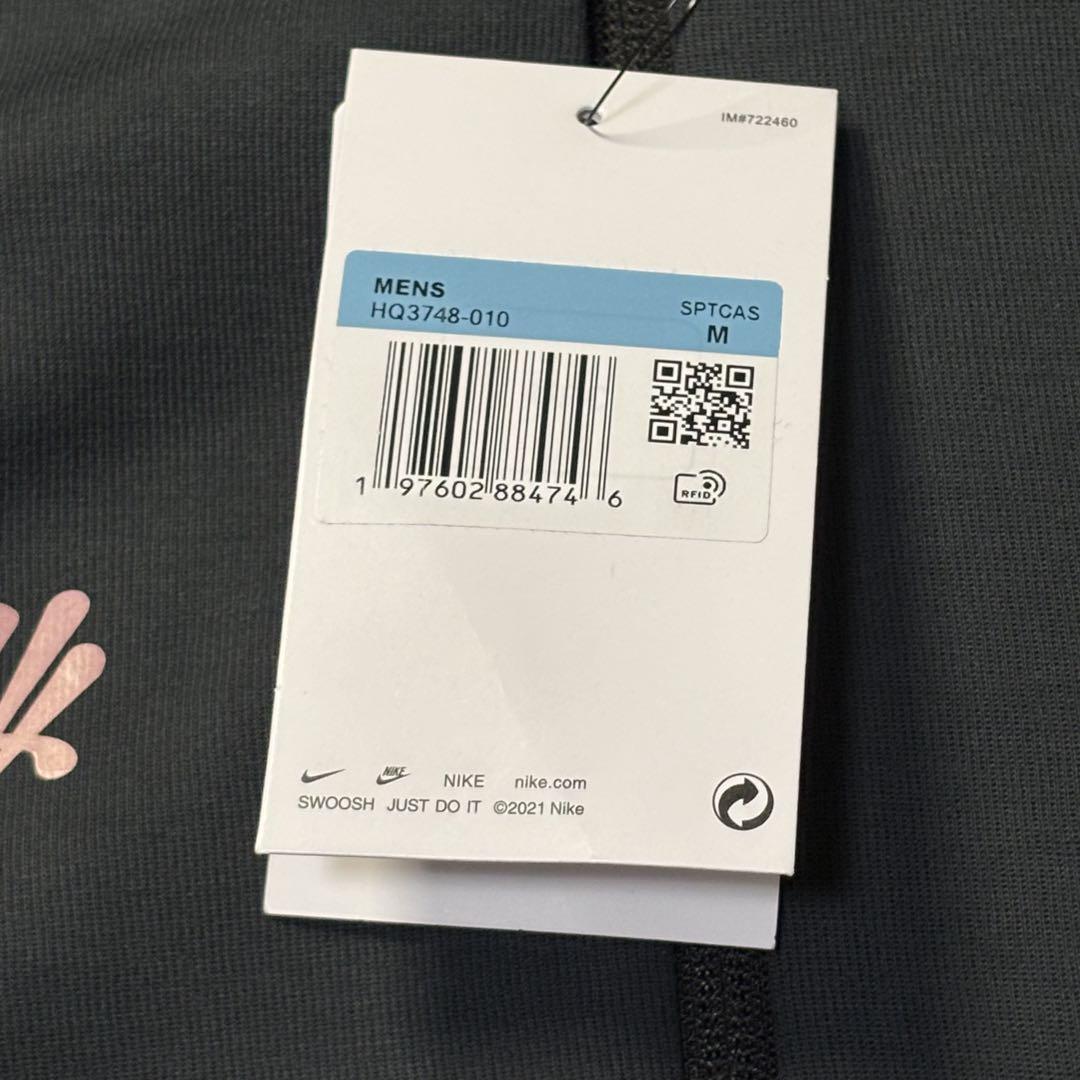 IM#722460
MENS
HQ3748-010
SPTCAS
M
1 97602 88474 6
RFID
NIKE NIKE nike.com
SWOOSH JUST DO IT ©2021 Nike